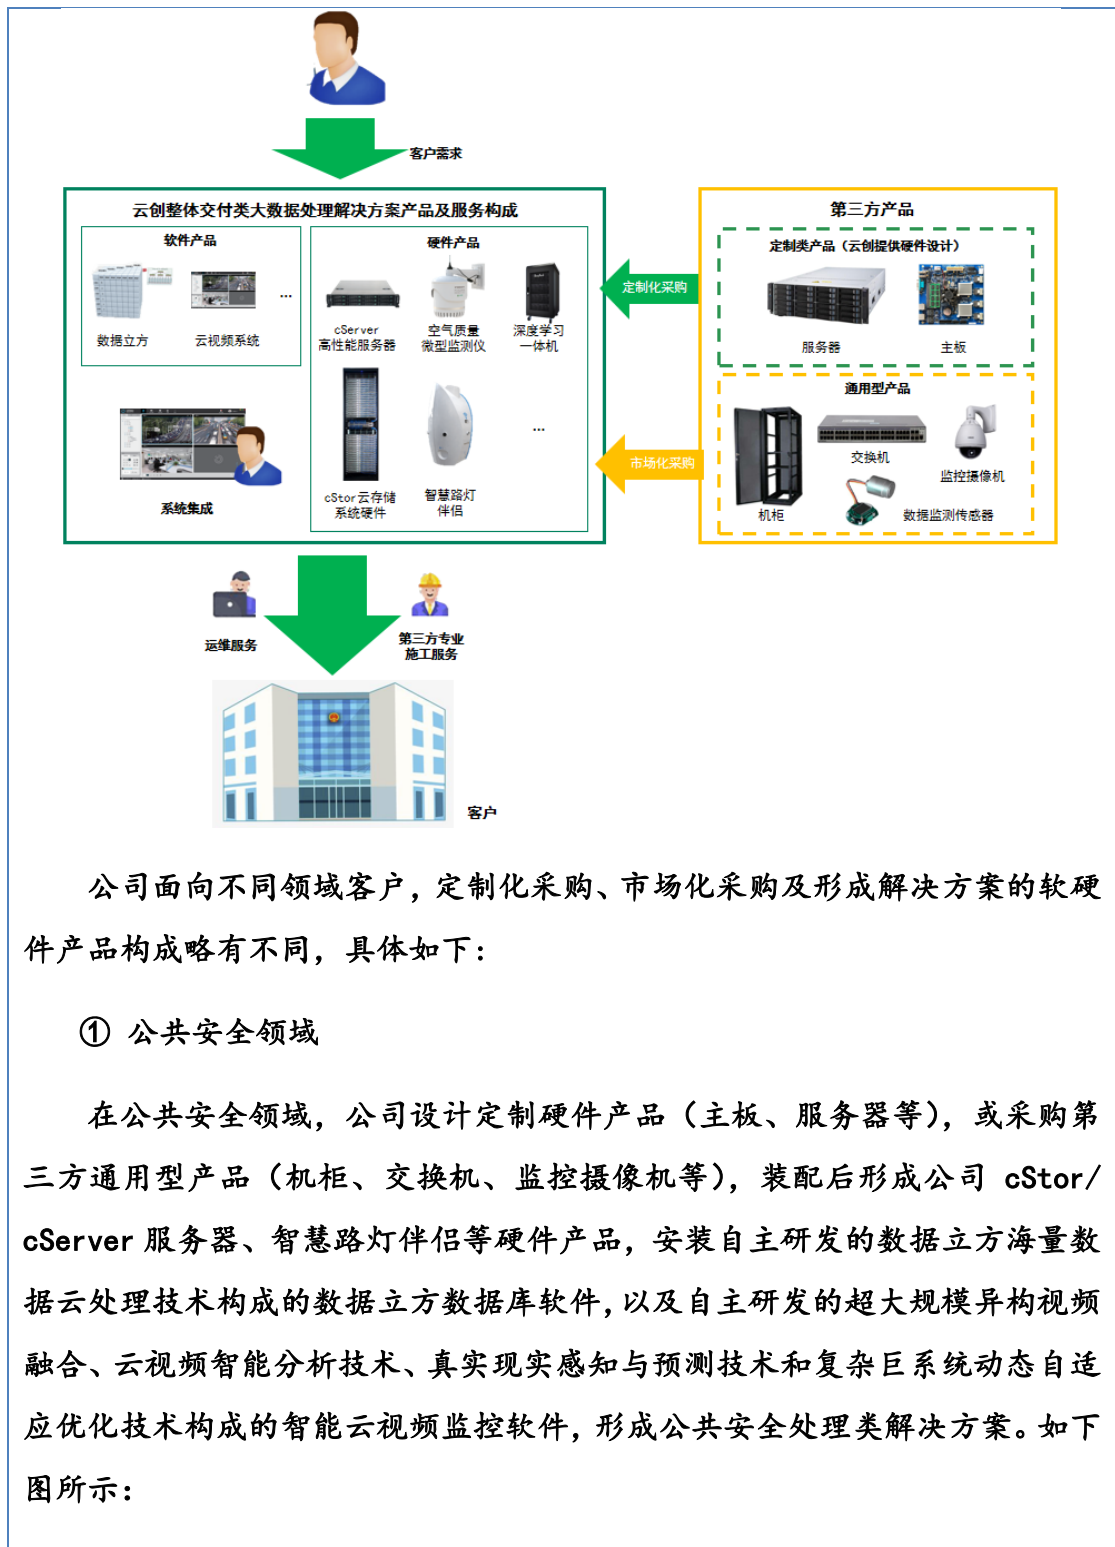 客户需求
云创整体交付类大数据处理解决方案产品及服务构成
软件产品
数据立方
云视频系统
...
系统集成
硬件产品
cServer
高性能服务器
空气质量
微型监测仪
深度学习
一体机
cStor云存储
系统硬件
智慧路灯
伴侣
...
定制化采购
市场化采购
第三方产品
定制类产品（云创提供硬件设计）
服务器
主板
通用型产品
机柜
交换机
监控摄像机
数据监测传感器
运维服务
第三方专业
施工服务
客户
公司面向不同领域客户，定制化采购、市场化采购及形成解决方案的软硬
件产品构成略有不同，具体如下：
① 公共安全领域
在公共安全领域，公司设计定制硬件产品（主板、服务器等），或采购第
三方通用型产品（机柜、交换机、监控摄像机等），装配后形成公司 cStor/
cServer 服务器、智慧路灯伴侣等硬件产品，安装自主研发的数据立方海量数
据云处理技术构成的数据立方数据库软件，以及自主研发的超大规模异构视频
融合、云视频智能分析技术、真实现实感知与预测技术和复杂巨系统动态自适
应优化技术构成的智能云视频监控软件，形成公共安全处理类解决方案。如下
图所示：